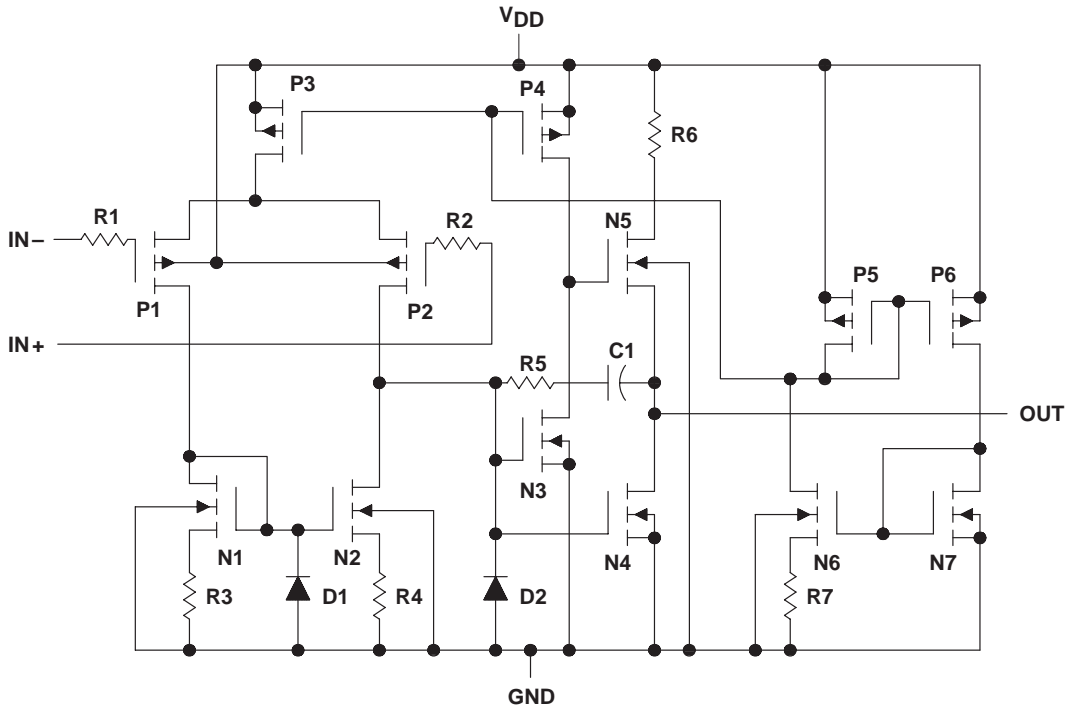 VDD
P3
P4
R6
R1
R2
N5
IN−
P1
P2
P5
P6
IN+
R5
C1
OUT
N3
N1
N2
N4
N6
N7
R3
D1
R4
D2
R7
GND